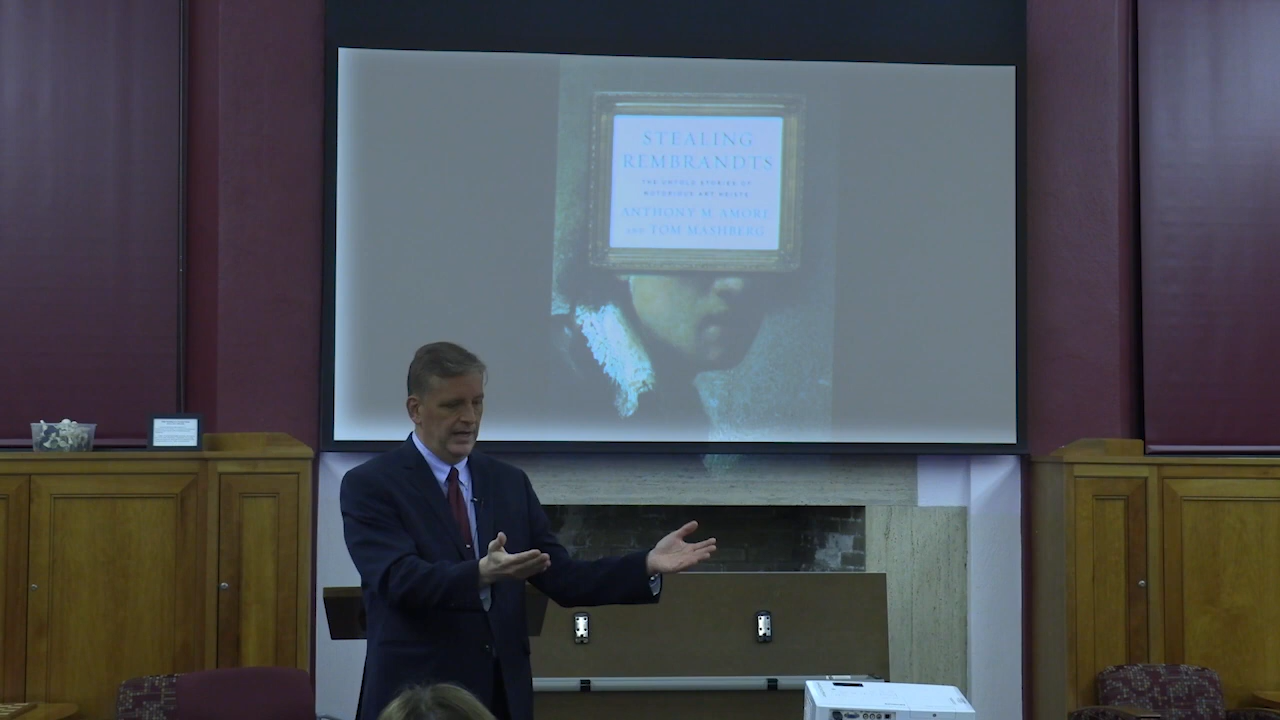 STEALING
REMBRANDTS
THE UNTOLD STORIES OF
NOTORIOUS ART HEISTS
ANTHONY M. AMORE
AND TOM MASHBERG